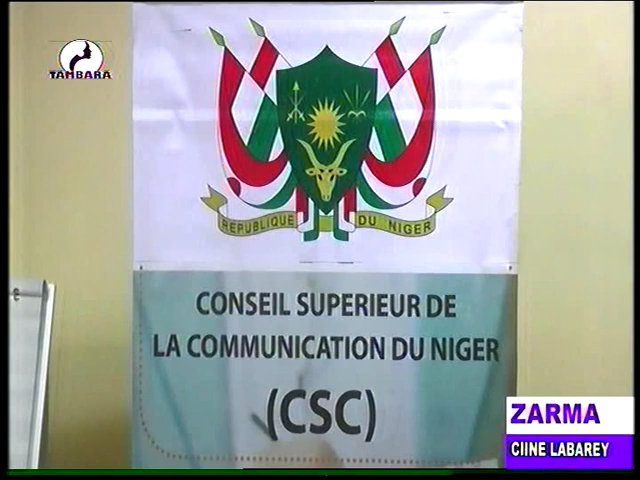 TAMBARA
REPUBLIQUE DU NIGER
CONSEIL SUPERIEUR DE
LA COMMUNICATION DU NIGER
(CSC)
ZARMA
CIINE LABAREY